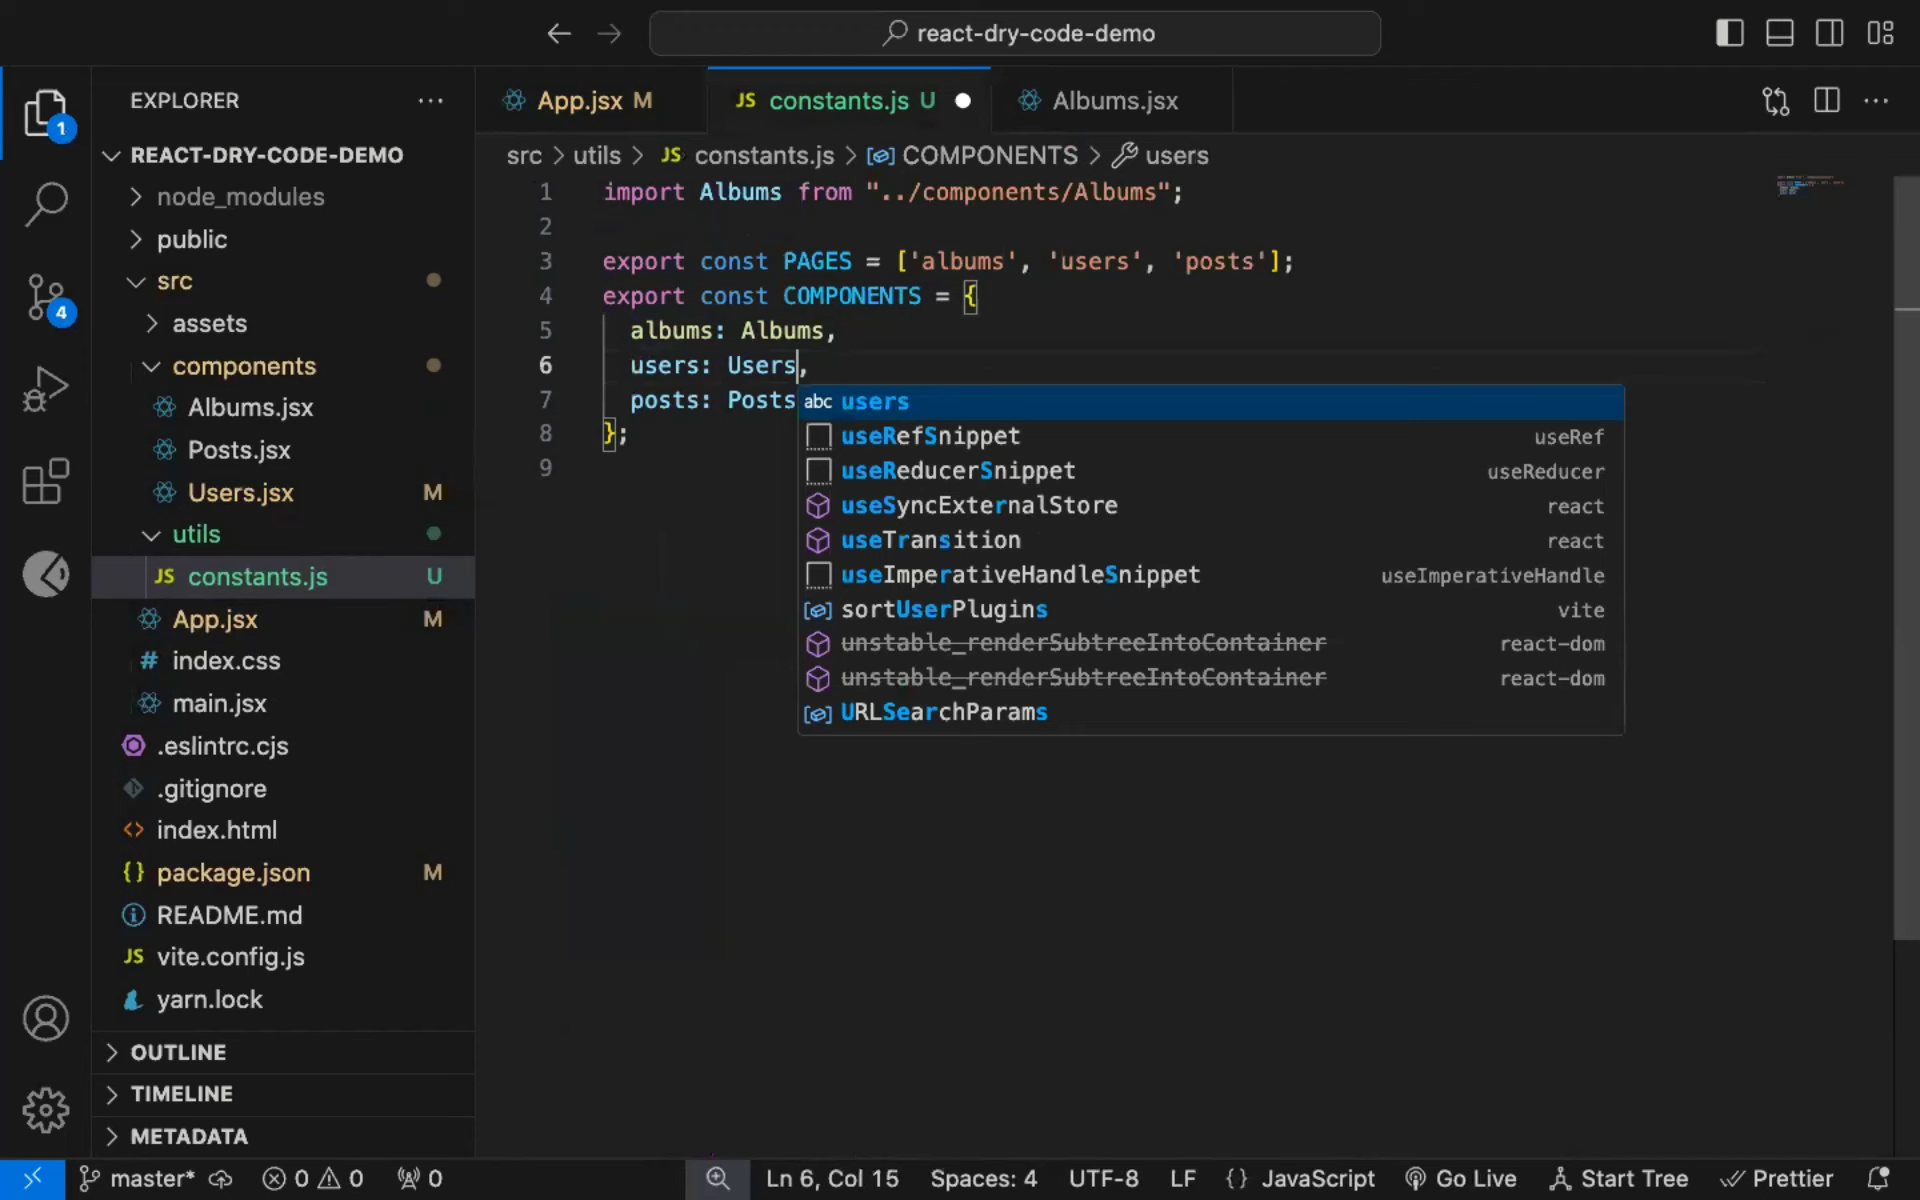 react-dry-code-demo
EXPLORER
App.jsx M
constants.js U
Albums.jsx
REACT-DRY-CODE-DEMO
src > utils > JS constants.js > COMPONENTS > users
node_modules
public
src
assets
components
Albums.jsx
Posts.jsx
Users.jsx M
utils
JS constants.js U
App.jsx M
# index.css
main.jsx
.eslintrc.cjs
.gitignore
<> index.html
{} package.json M
README.md
JS vite.config.js
yarn.lock
OUTLINE
TIMELINE
METADATA
1
4
1 import Albums from "../components/Albums";
2
3 export const PAGES = ['albums', 'users', 'posts'];
4 export const COMPONENTS = {
5 albums: Albums,
6 users: Users,
7 posts: Posts
8 };
9
abc users
useRefSnippet useRef
useReducerSnippet useReducer
useSyncExternalStore react
useTransition react
useImperativeHandleSnippet useImperativeHandle
sortUserPlugins vite
unstable_renderSubtreeIntoContainer react-dom
unstable_renderSubtreeIntoContainer react-dom
URLSearchParams
master* 0 0 0 Ln 6, Col 15 Spaces: 4 UTF-8 LF {} JavaScript Go Live Start Tree Prettier